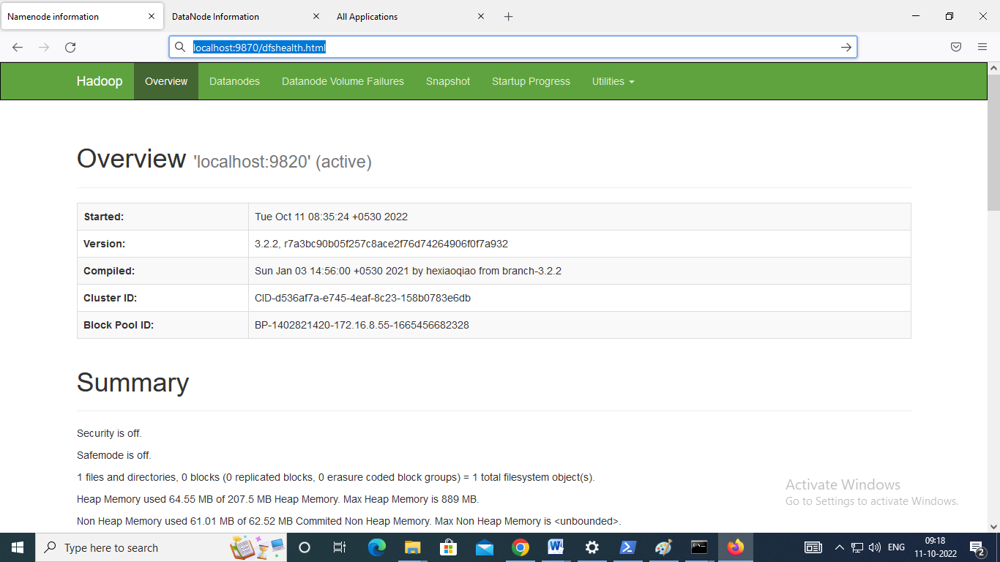 Namenode information
DataNode Information
All Applications
localhost:9870/dfshealth.html
Hadoop Overview Datanodes Datanode Volume Failures Snapshot Startup Progress Utilities
Overview 'localhost:9820' (active)
Started: Tue Oct 11 08:35:24 +0530 2022
Version: 3.2.2, r7a3bc90b05f257c8ace2f76d74264906f0f7a932
Compiled: Sun Jan 03 14:56:00 +0530 2021 by hexiaoqiao from branch-3.2.2
Cluster ID: CID-d536af7a-e745-4eaf-8c23-158b0783e6db
Block Pool ID: BP-1402821420-172.16.8.55-1665456682328
Summary
Security is off.
Safemode is off.
1 files and directories, 0 blocks (0 replicated blocks, 0 erasure coded block groups) = 1 total filesystem object(s).
Heap Memory used 64.55 MB of 207.5 MB Heap Memory. Max Heap Memory is 889 MB.
Non Heap Memory used 61.01 MB of 62.52 MB Commited Non Heap Memory. Max Non Heap Memory is <unbounded>.
Activate Windows
Go to Settings to activate Windows.
Type here to search
ENG
09:18
11-10-2022
2